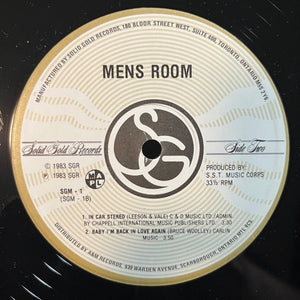 MANUFACTURED BY SOLID GOLD RECORDS, 180 BLOOR STREET WEST, SUITE 400, TORONTO, ONTARIO M5S 2V6
MENS ROOM
Solid Gold Records
Side Two
SG
© 1983 SGR
Ⓟ 1983 SGR
MAPL
SGM - 1
(SGM - 1B)
PRODUCED BY:
S.S.T. MUSIC CORPS
33⅓ RPM
1. IN CAR STEREO (LEESON & VALE) C & D MUSIC LTD./ADMIN.
BY CHAPPELL INTERNATIONAL MUSIC PUBLISHERS LTD. 3.30
2. BABY I'M BACK IN LOVE AGAIN (BRUCE WOOLLEY) CARLIN
MUSIC 3.50
DISTRIBUTED BY A&M RECORDS, 939 WARDEN AVENUE, SCARBOROUGH, ONTARIO M1L 4C5